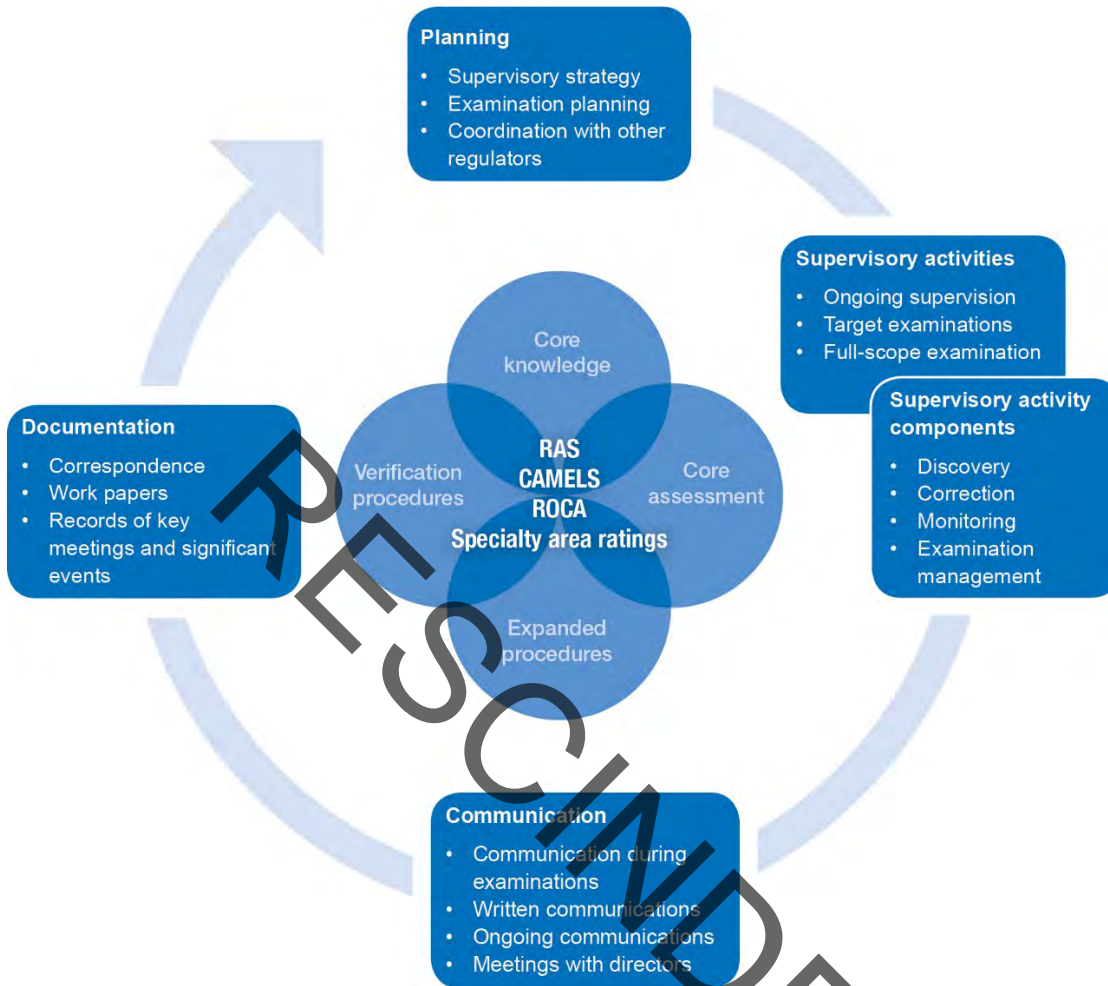 Planning
• Supervisory strategy
• Examination planning
• Coordination with other
regulators
Supervisory activities
• Ongoing supervision
• Target examinations
• Full-scope examination
Supervisory activity
components
• Discovery
• Correction
• Monitoring
• Examination
management
Core
knowledge
Documentation
• Correspondence
• Work papers
• Records of key
meetings and significant
events
Verification
procedures
RAS
CAMELS
ROCA
Specialty area ratings
Core
assessment
Expanded
procedures
Communication
• Communication during
examinations
• Written communications
• Ongoing communications
• Meetings with directors
RESCINDE